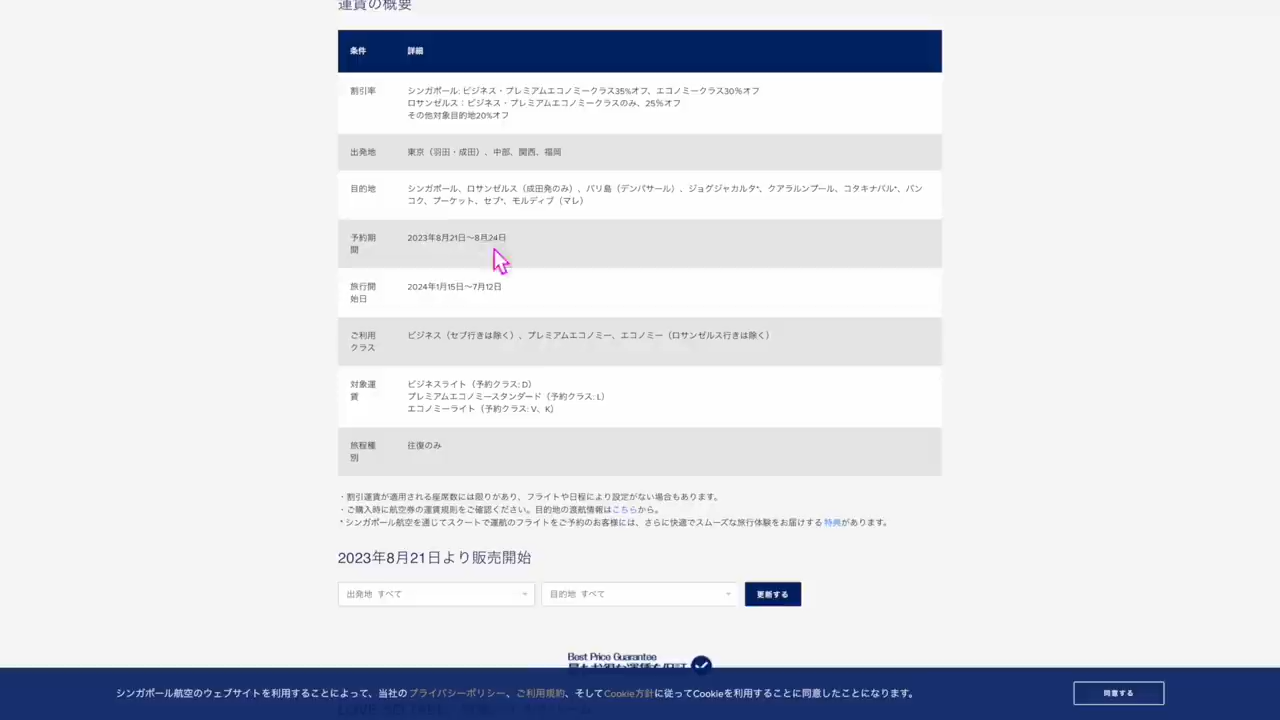 運賃の概要
条件 詳細
割引率 シンガポール: ビジネス・プレミアムエコノミークラス35%オフ、エコノミークラス30%オフ
ロサンゼルス：ビジネス・プレミアムエコノミークラスのみ、25%オフ
その他対象目的地20%オフ
出発地 東京（羽田・成田）、中部、関西、福岡
目的地 シンガポール、ロサンゼルス（成田発のみ）、バリ島（デンパサール）、ジョグジャカルタ*、クアラルンプール、コタキナバル*、バン
コク、プーケット、セブ*、モルディブ（マレ）
予約期 2023年8月21日～8月24日
間
旅行開 2024年1月15日～7月12日
始日
ご利用 ビジネス（セブ行きは除く）、プレミアムエコノミー、エコノミー（ロサンゼルス行きは除く）
クラス
対象運 ビジネスライト（予約クラス: D）
賃 プレミアムエコノミースタンダード（予約クラス: L）
エコノミーライト（予約クラス: V、K）
旅程種 往復のみ
別
・割引運賃が適用される座席数には限りがあり、フライトや日程により設定がない場合もあります。
・ご購入時に航空券の運賃規則をご確認ください。目的地の渡航情報はこちらから。
* シンガポール航空を通じてスクートで運航のフライトをご予約のお客様には、さらに快適でスムーズな旅行体験をお届けする 特典があります。
2023年8月21日より販売開始
出発地 すべて 目的地 すべて 更新する
Best Price Guarantee
シンガポール航空のウェブサイトを利用することによって、当社の プライバシーポリシー、ご利用規約、そしてCookie方針に従ってCookieを利用することに同意したことになります。 同意する